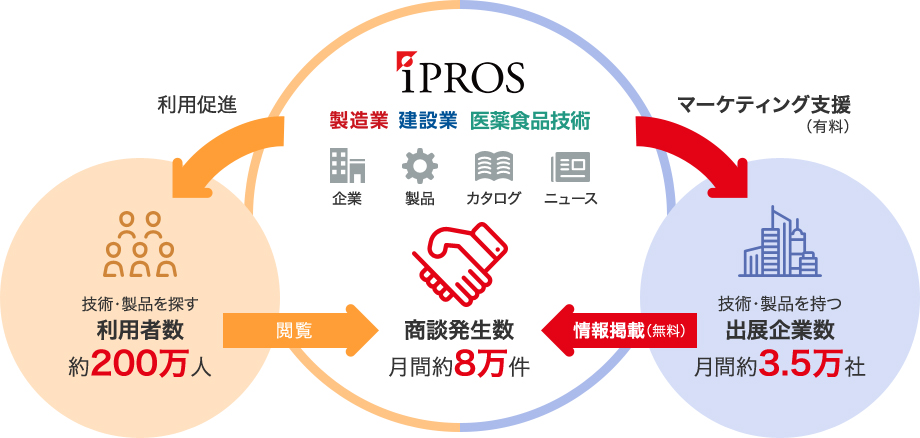 iPROS
製造業 建設業 医薬食品技術
企業 製品 カタログ ニュース
利用促進
マーケティング支援
（有料）
技術・製品を探す
利用者数
約200万人
閲覧
商談発生数
月間約8万件
情報掲載（無料）
技術・製品を持つ
出展企業数
月間約3.5万社